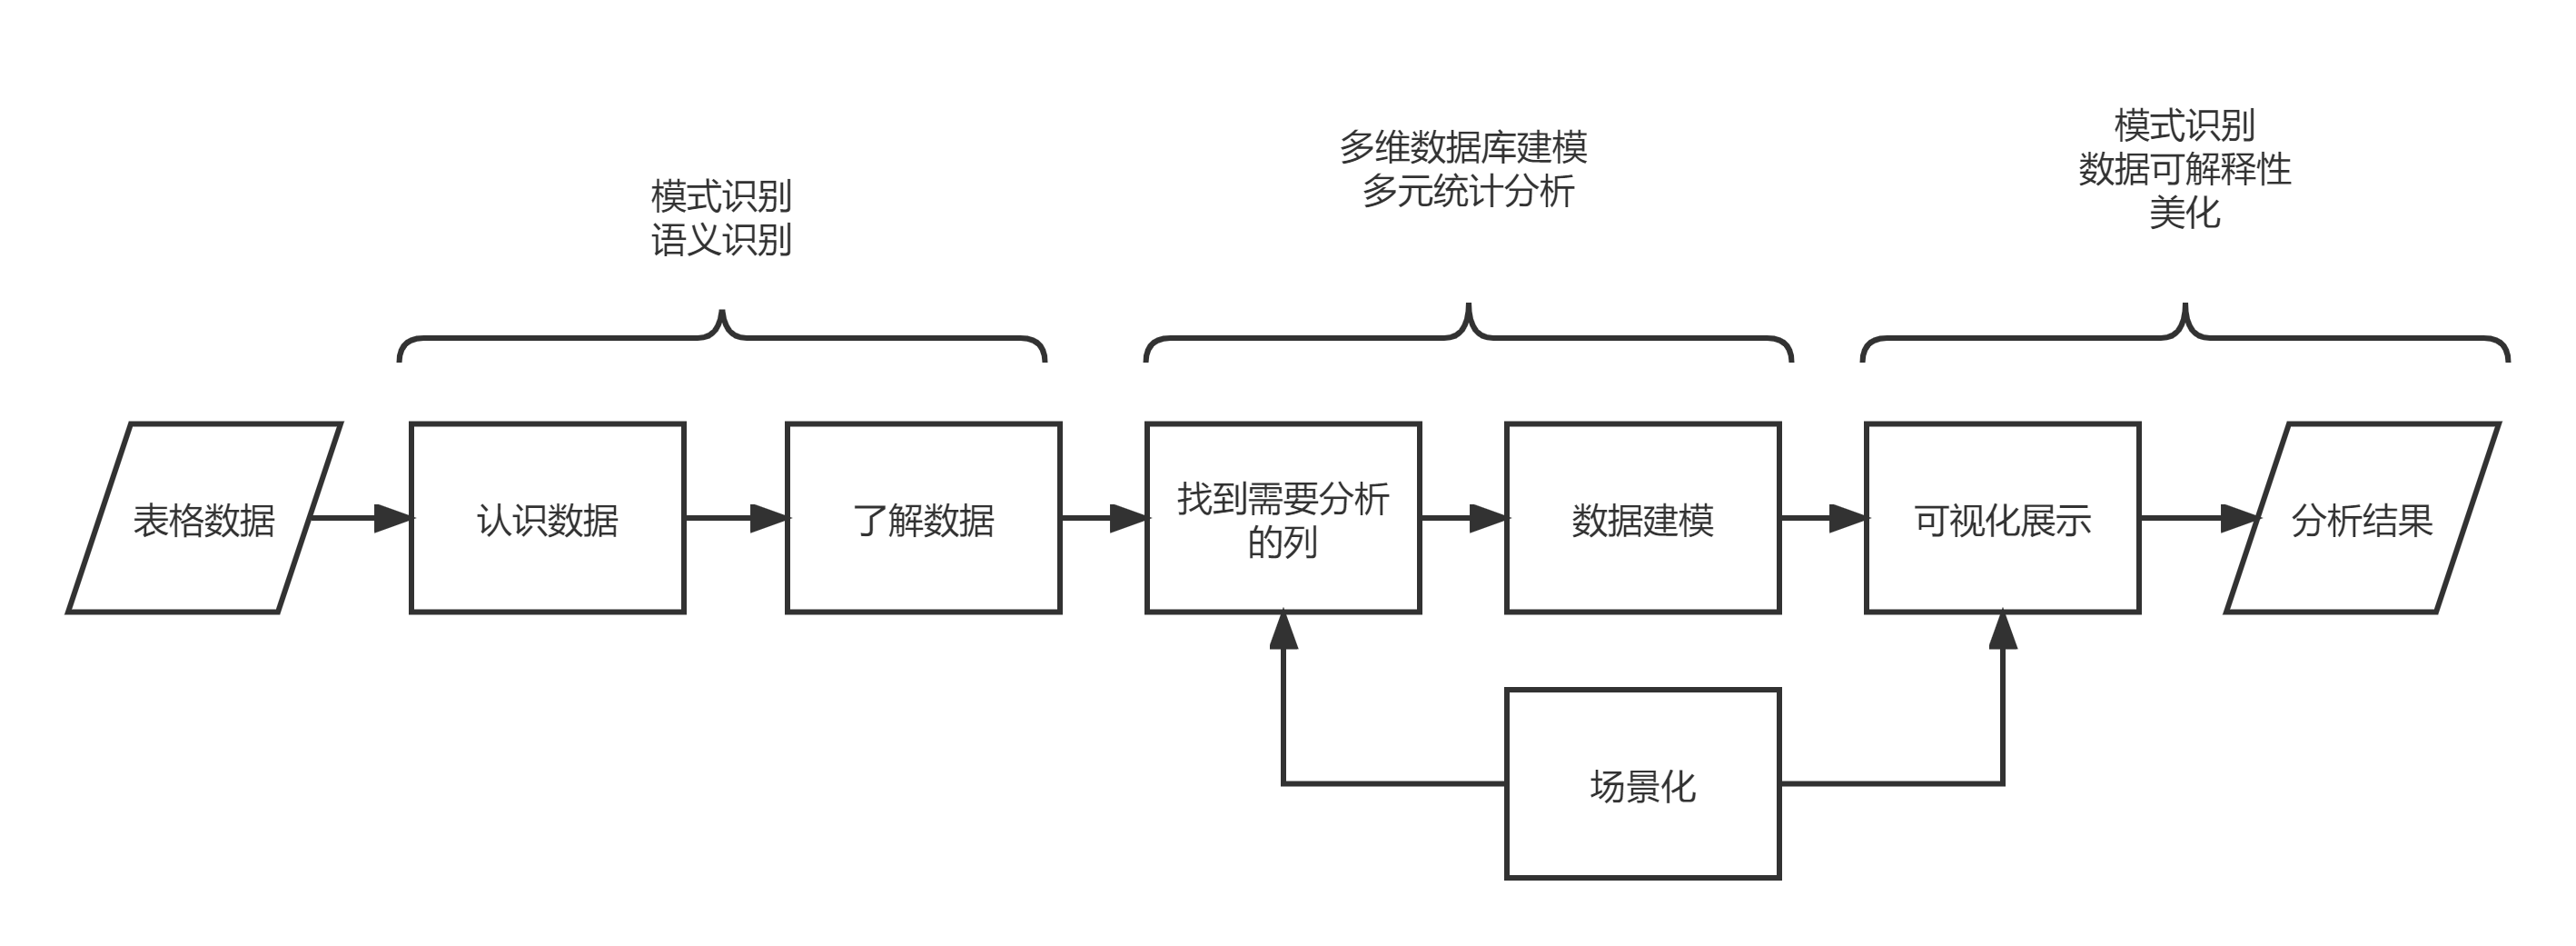 模式识别
语义识别
多维数据库建模
多元统计分析
模式识别
数据可解释性
美化
表格数据
认识数据
了解数据
找到需要分析
的列
数据建模
可视化展示
分析结果
场景化